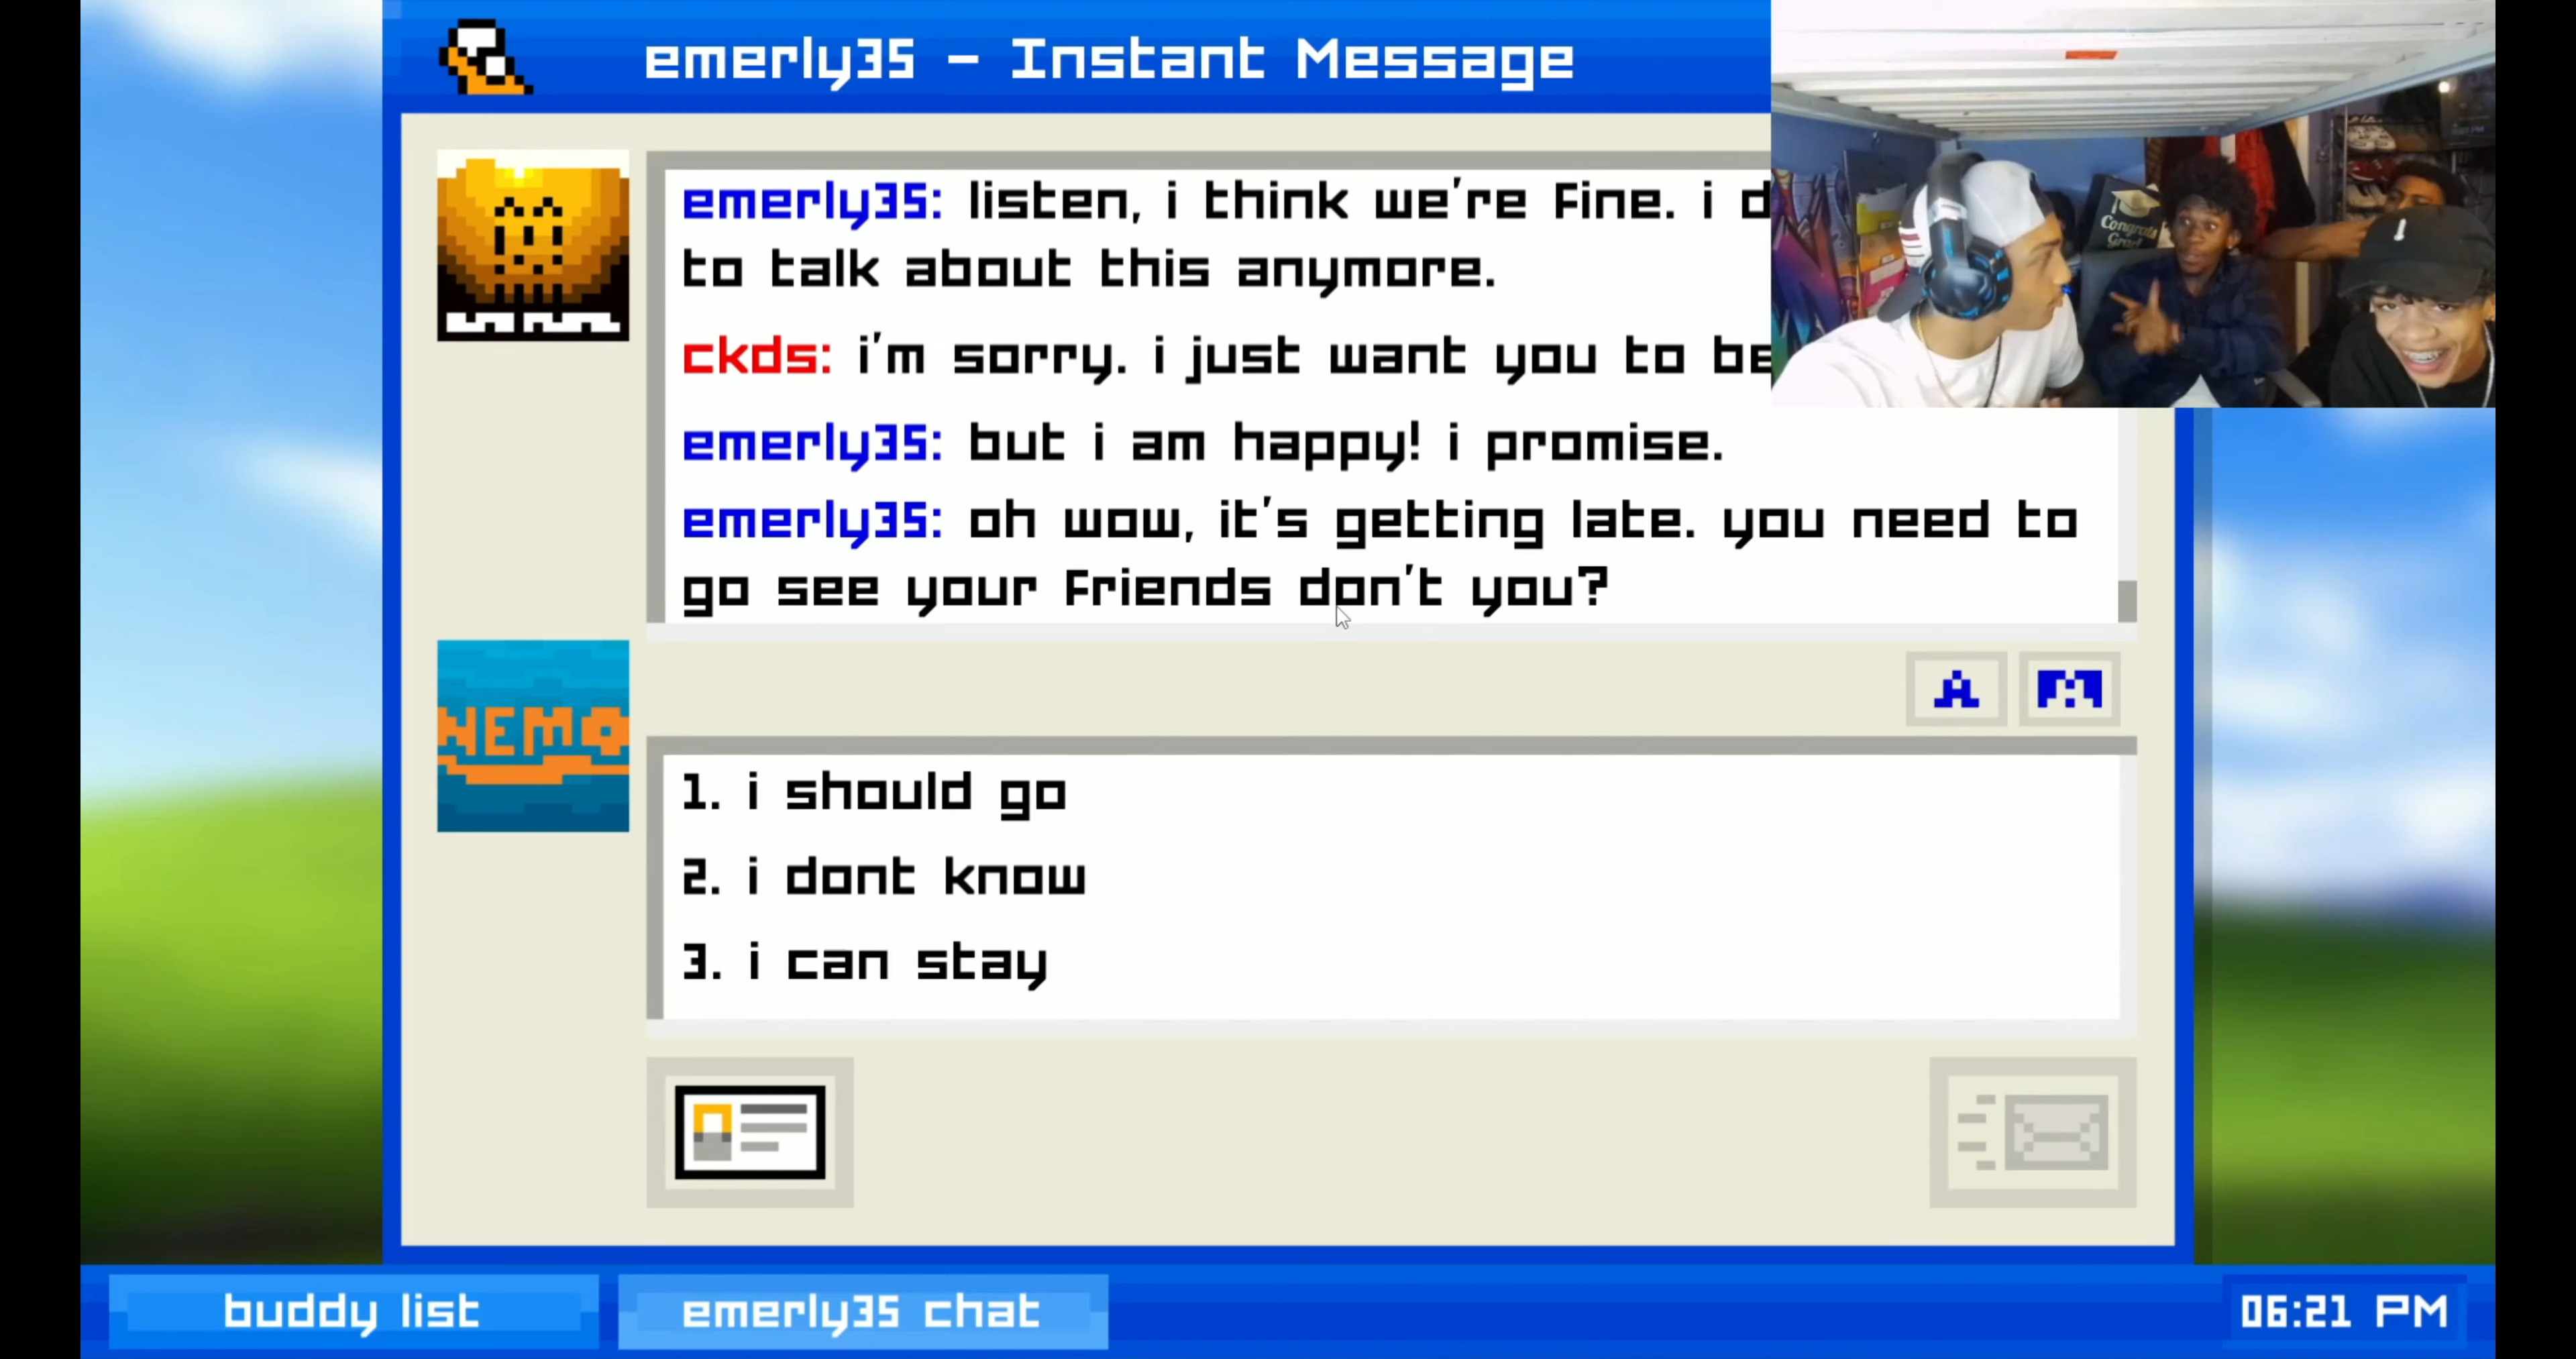 emerly35 – Instant Message
emerly35: listen, i think we're fine. i d
to talk about this anymore.
ckds: i'm sorry. i just want you to be
emerly35: but i am happy! i promise.
emerly35: oh wow, it's getting late. you need to
go see your friends don't you?
Congrats
Grad!
NEMO
A
1. i should go
2. i dont know
3. i can stay
buddy list
emerly35 chat
06:21 PM